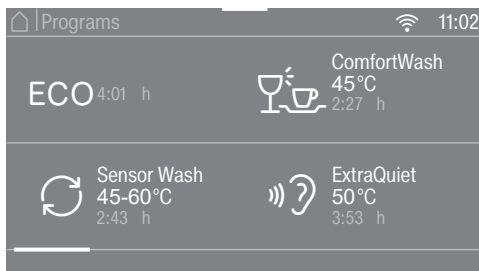 Programs 11:02
ECO 4:01 h
ComfortWash
45°C
2:27 h
Sensor Wash
45-60°C
2:43 h
ExtraQuiet
50°C
3:53 h